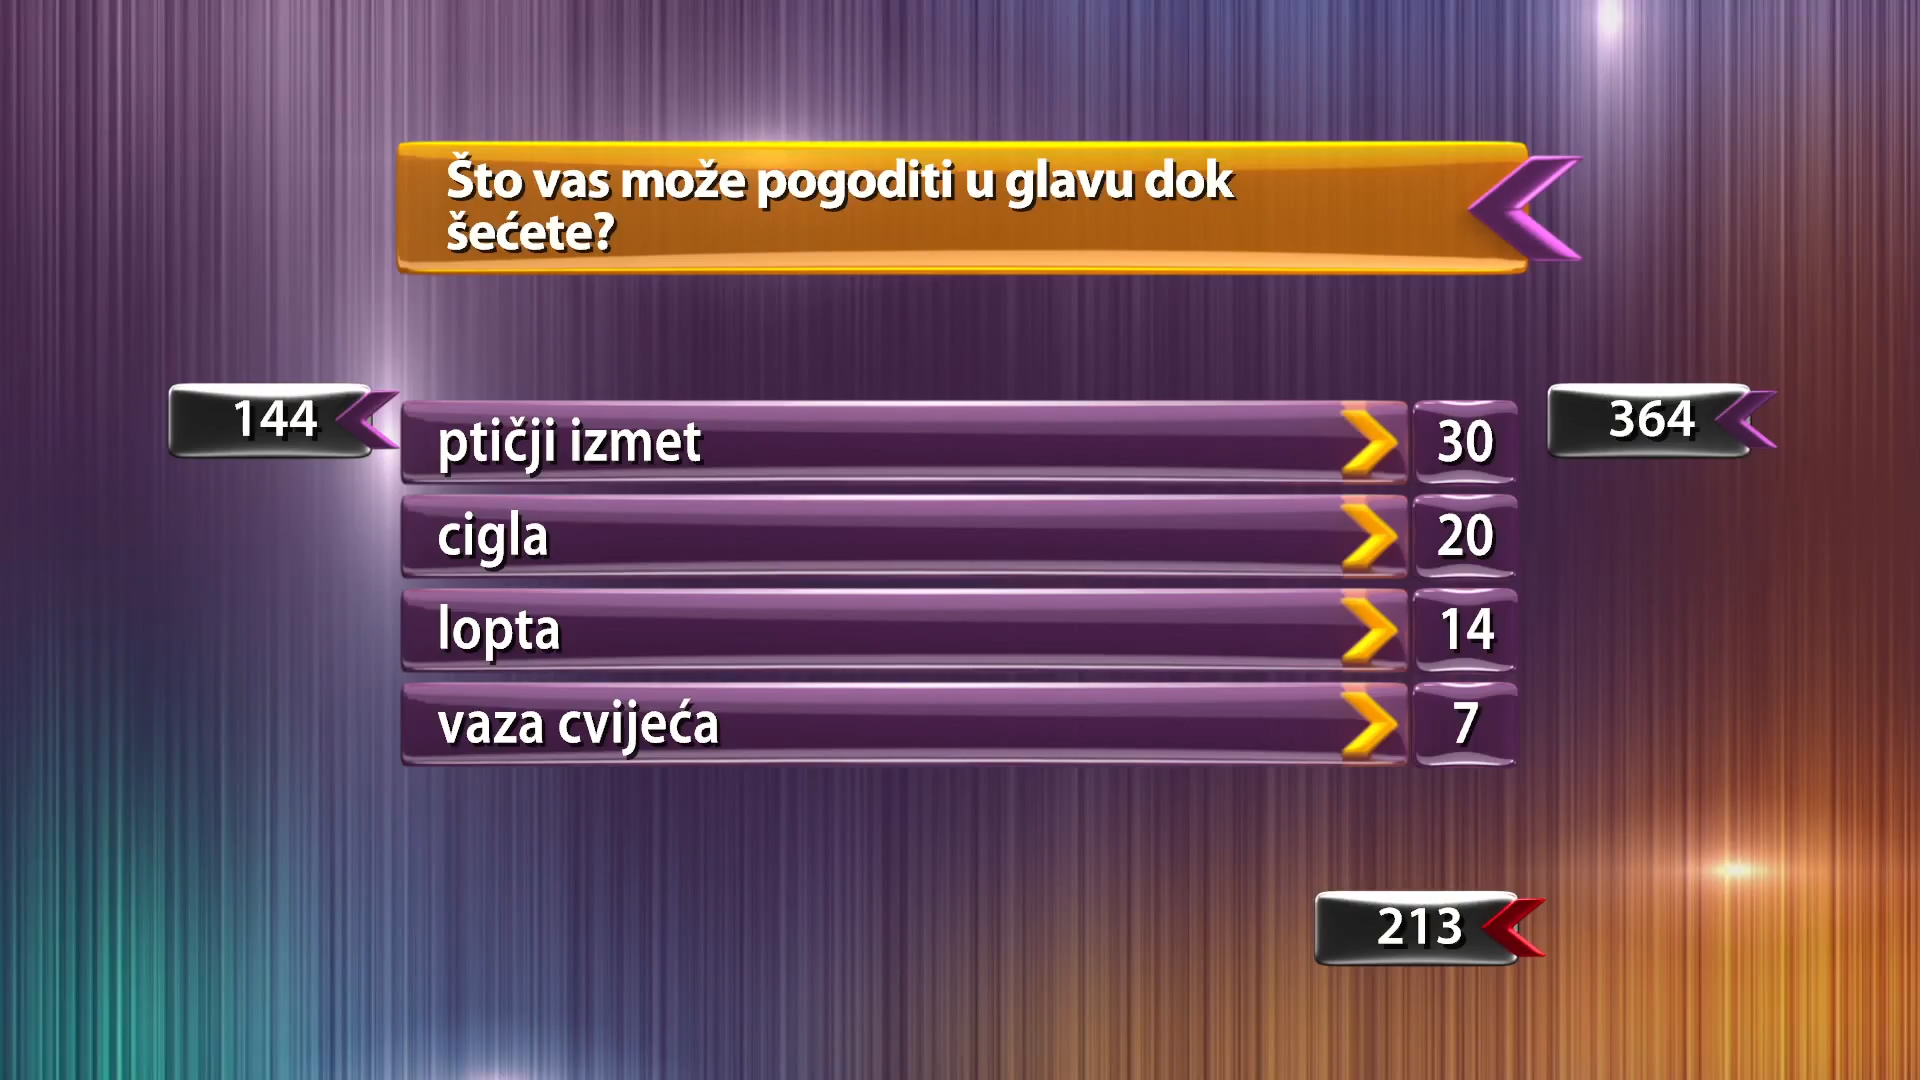 Što vas može pogoditi u glavu dok
šećete?
144
364
ptičji izmet 30
cigla 20
lopta 14
vaza cvijeća 7
213